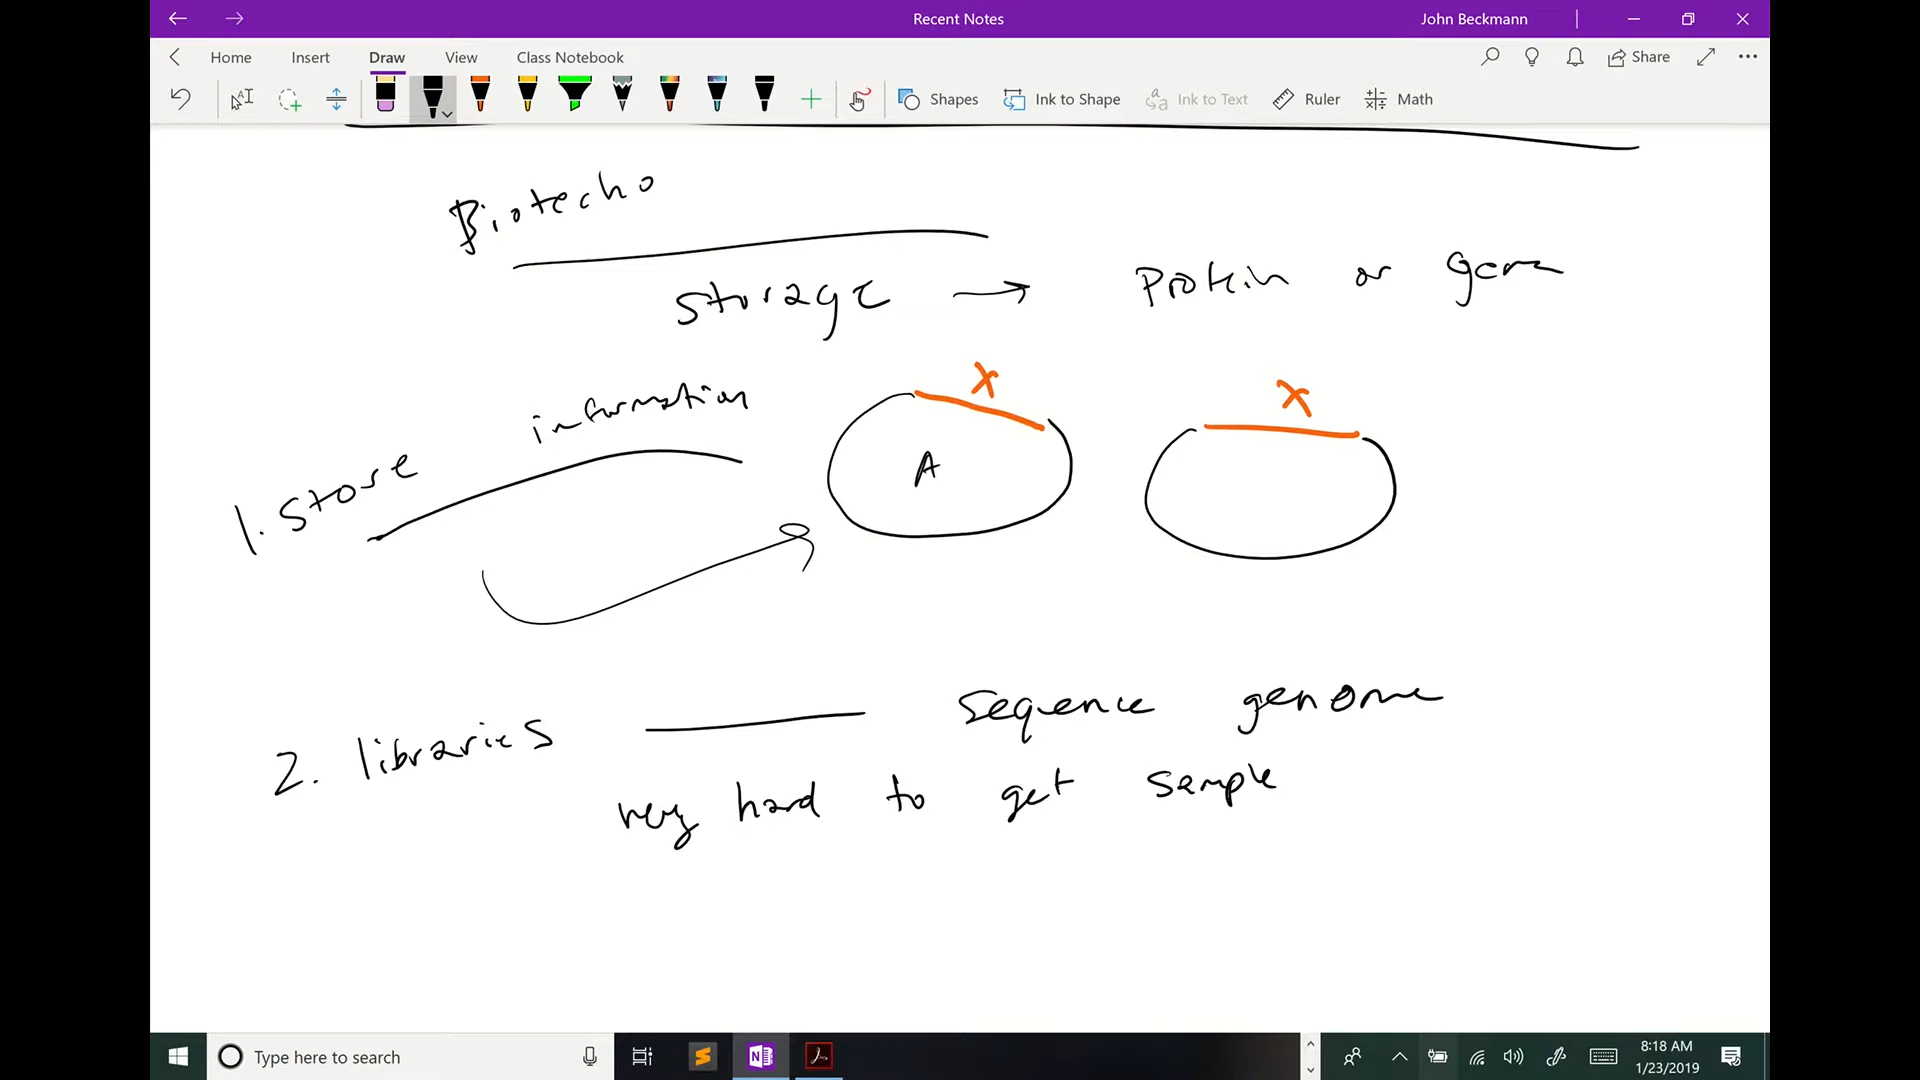 Recent Notes
John Beckmann
Home Insert Draw View Class Notebook
Share
Shapes Ink to Shape Ink to Text Ruler Math
Biotecho
storage → Protein or gene
information
1. store
X
A
X
2. libraries — sequence genome
very hard to get sample
Type here to search
8:18 AM
1/23/2019